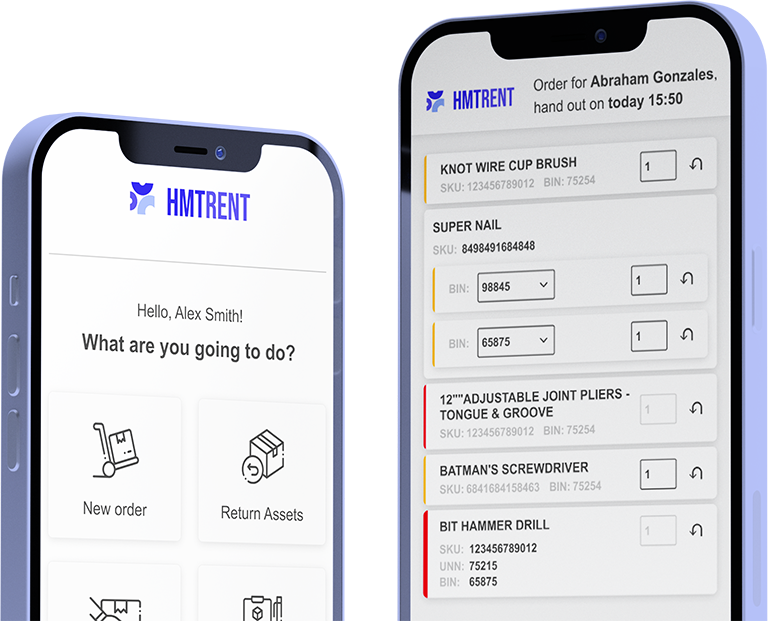 HMTRENT
Hello, Alex Smith!
What are you going to do?
New order
Return Assets
HMTRENT
Order for Abraham Gonzales,
hand out on today 15:50
KNOT WIRE CUP BRUSH
1
SKU: 123456789012 BIN: 75254
SUPER NAIL
SKU: 8498491684848
BIN: 98845
1
BIN: 65875
1
12""ADJUSTABLE JOINT PLIERS -
TONGUE & GROOVE
1
SKU: 123456789012 BIN: 75254
BATMAN'S SCREWDRIVER
1
SKU: 6841684158463 BIN: 75254
BIT HAMMER DRILL
1
SKU: 123456789012
UNN: 75215
BIN: 65875